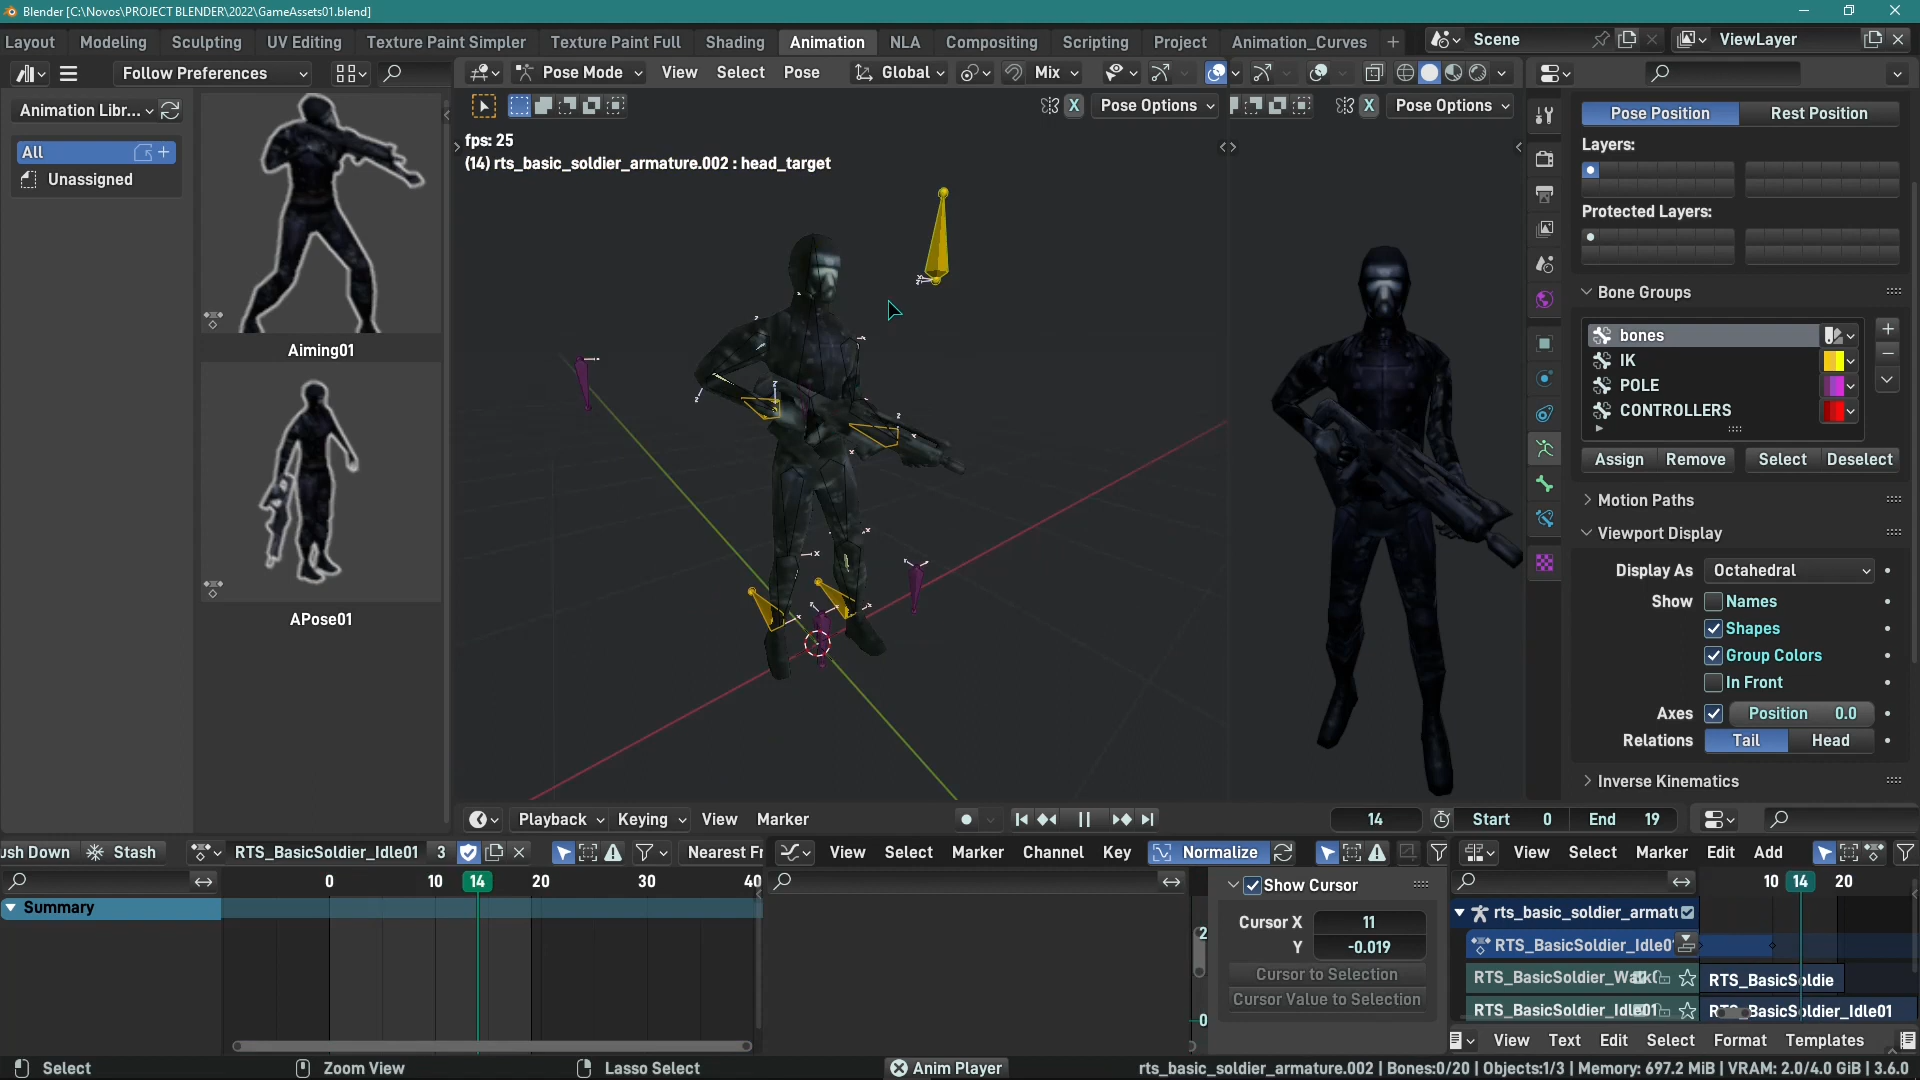 Blender [C:\Novos\PROJECT BLENDER\2022\GameAssets01.blend]
Layout Modeling Sculpting UV Editing Texture Paint Simpler Texture Paint Full Shading Animation NLA Compositing Scripting Project Animation_Curves + Scene ViewLayer
Follow Preferences Pose Mode View Select Pose Global Mix
Animation Libr... X Pose Options X Pose Options Pose Position Rest Position
fps: 25
(14) rts_basic_soldier_armature.002 : head_target
All
Unassigned
Aiming01
APose01
Layers:
Protected Layers:
Bone Groups
bones
IK
POLE
CONTROLLERS
Assign Remove Select Deselect
Motion Paths
Viewport Display
Display As Octahedral
Show Names
Shapes
Group Colors
In Front
Axes Position 0.0
Relations Tail Head
Inverse Kinematics
Playback Keying View Marker 14 Start 0 End 19
ush Down Stash RTS_BasicSoldier_Idle01 3 Nearest Fr View Select Marker Channel Key Normalize View Select Marker Edit Add
0 10 14 20 30 40
Summary
2
0
Show Cursor
Cursor X 11
Y -0.019
Cursor to Selection
Cursor Value to Selection
10 14 20
rts_basic_soldier_armatu
RTS_BasicSoldier_Idle0
RTS_BasicSoldier RTS_BasicSoldie
RTS_BasicSoldier_Idle01 RTS_BasicSoldier_Idle01
View Text Edit Select Format Templates
Select Zoom View Lasso Select Anim Player rts_basic_soldier_armature.002 | Bones:0/20 | Objects:1/3 | Memory: 697.2 MiB | VRAM: 2.0/4.0 GiB | 3.6.0